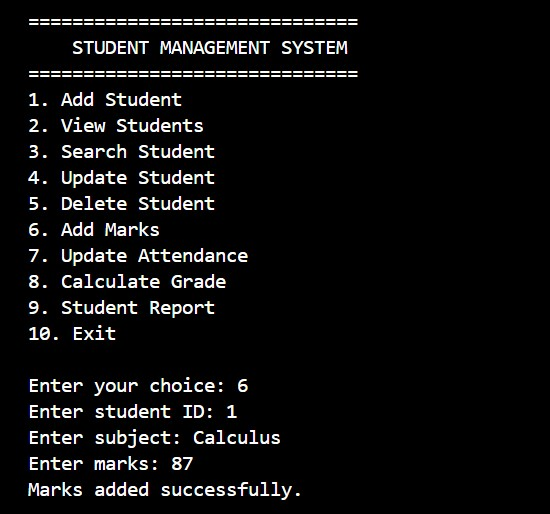 ==============================
STUDENT MANAGEMENT SYSTEM
==============================
1. Add Student
2. View Students
3. Search Student
4. Update Student
5. Delete Student
6. Add Marks
7. Update Attendance
8. Calculate Grade
9. Student Report
10. Exit
Enter your choice: 6
Enter student ID: 1
Enter subject: Calculus
Enter marks: 87
Marks added successfully.